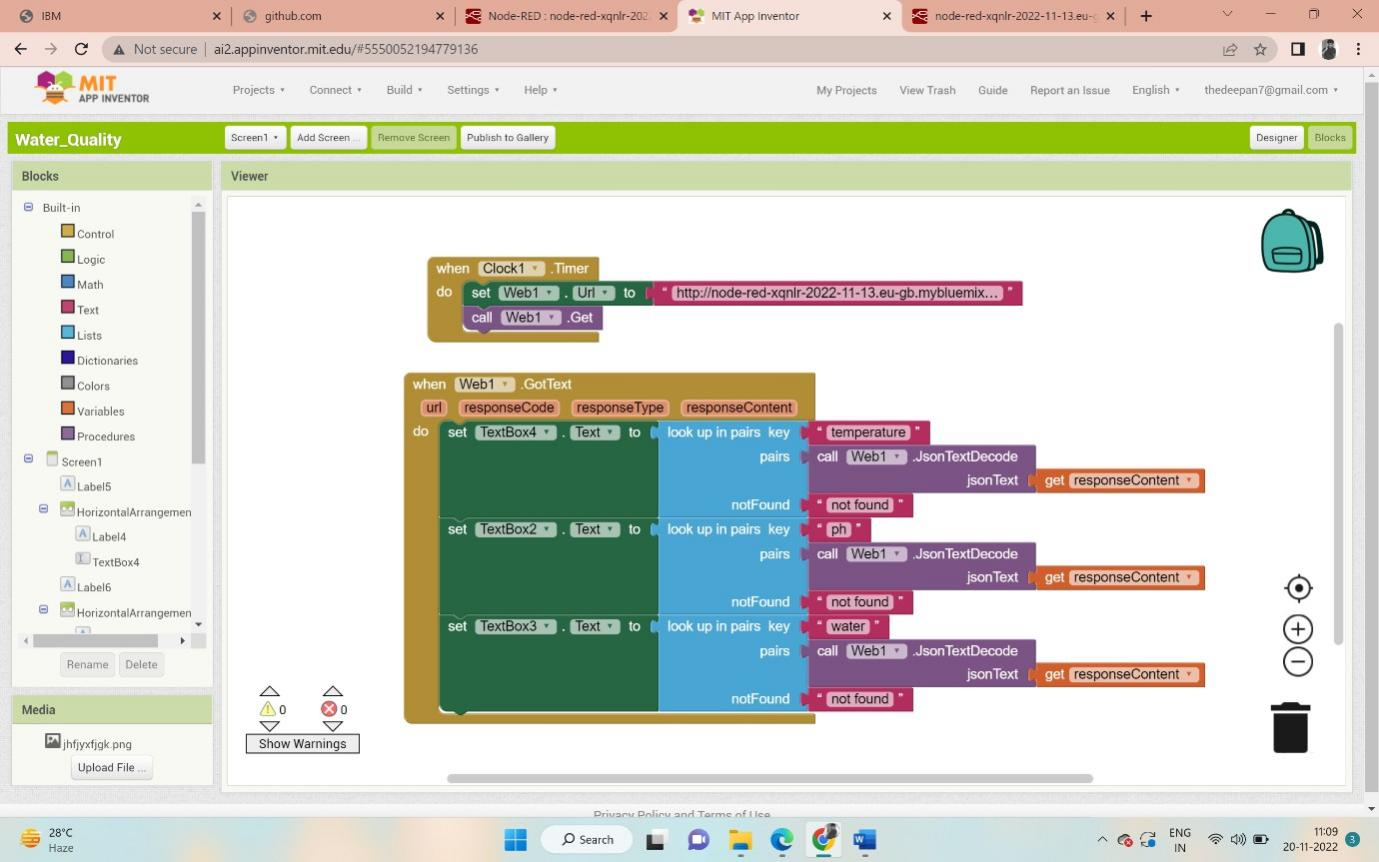 IBM
github.com
Node-RED : node-red-xqnlr-202
MIT App Inventor
node-red-xqnlr-2022-11-13.eu-g
Not secure | ai2.appinventor.mit.edu/#5550052194779136
MIT
APP INVENTOR
Projects Connect Build Settings Help
My Projects View Trash Guide Report an Issue English thedeepan7@gmail.com
Water_Quality
Screen1 Add Screen ... Remove Screen Publish to Gallery
Designer Blocks
Blocks
Viewer
Built-in
Control
Logic
Math
Text
Lists
Dictionaries
Colors
Variables
Procedures
Screen1
Label5
HorizontalArrangemen
Label4
TextBox4
Label6
HorizontalArrangemen
Rename Delete
Media
jhfjyxfjgk.png
Upload File ...
when Clock1 .Timer
do set Web1 . Url to " http://node-red-xqnlr-2022-11-13.eu-gb.mybluemix... "
call Web1 .Get
when Web1 .GotText
url responseCode responseType responseContent
do set TextBox4 . Text to look up in pairs key " temperature "
pairs call Web1 .JsonTextDecode
jsonText get responseContent
notFound " not found "
set TextBox2 . Text to look up in pairs key " ph "
pairs call Web1 .JsonTextDecode
jsonText get responseContent
notFound " not found "
set TextBox3 . Text to look up in pairs key " water "
pairs call Web1 .JsonTextDecode
jsonText get responseContent
notFound " not found "
0 0
Show Warnings
Privacy Policy and Terms of Use
28°C
Haze
Search
ENG
IN
11:09
20-11-2022
3